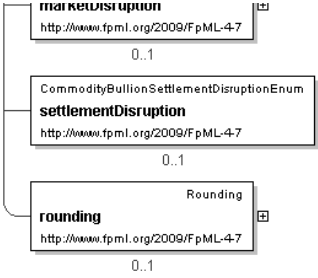 marketDisruption
http://www.fpml.org/2009/FpML-4-7
0..1
CommodityBullionSettlementDisruptionEnum
settlementDisruption
http://www.fpml.org/2009/FpML-4-7
0..1
Rounding
rounding
http://www.fpml.org/2009/FpML-4-7
0..1